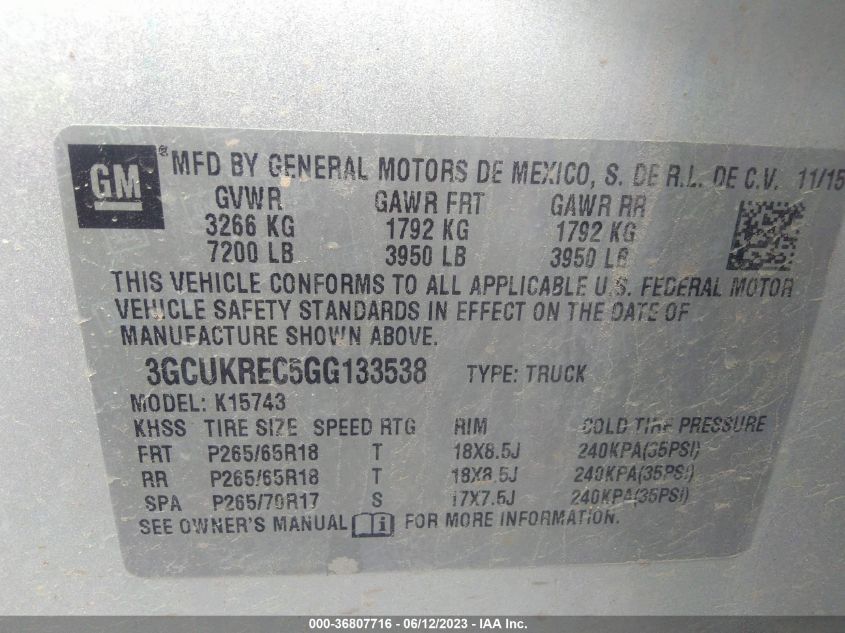 GM ® MFD BY GENERAL MOTORS DE MEXICO, S. DE R.L. DE C.V. 11/15
GVWR GAWR FRT GAWR RR
3266 KG 1792 KG 1792 KG
7200 LB 3950 LB 3950 LB
THIS VEHICLE CONFORMS TO ALL APPLICABLE U.S. FEDERAL MOTOR
VEHICLE SAFETY STANDARDS IN EFFECT ON THE DATE OF
MANUFACTURE SHOWN ABOVE.
3GCUKREC5GG133538 TYPE: TRUCK
MODEL: K15743
KHSS TIRE SIZE SPEED RTG RIM COLD TIRE PRESSURE
FRT P265/65R18 T 18X8.5J 240KPA(35PSI)
RR P265/65R18 T 18X8.5J 240KPA(35PSI)
SPA P265/70R17 S 17X7.5J 240KPA(35PSI)
SEE OWNER'S MANUAL i FOR MORE INFORMATION.
000-36807716 - 06/12/2023 - IAA Inc.